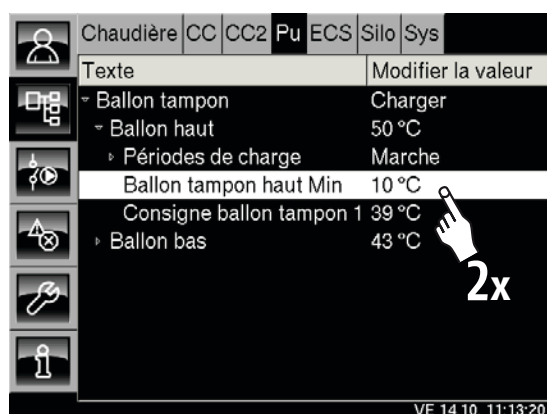 Chaudière CC CC2 Pu ECS Silo Sys
Texte Modifier la valeur
Ballon tampon Charger
Ballon haut 50 °C
Périodes de charge Marche
Ballon tampon haut Min 10 °C
Consigne ballon tampon 1 39 °C
Ballon bas 43 °C
2x
VE 14.10. 11:13:20